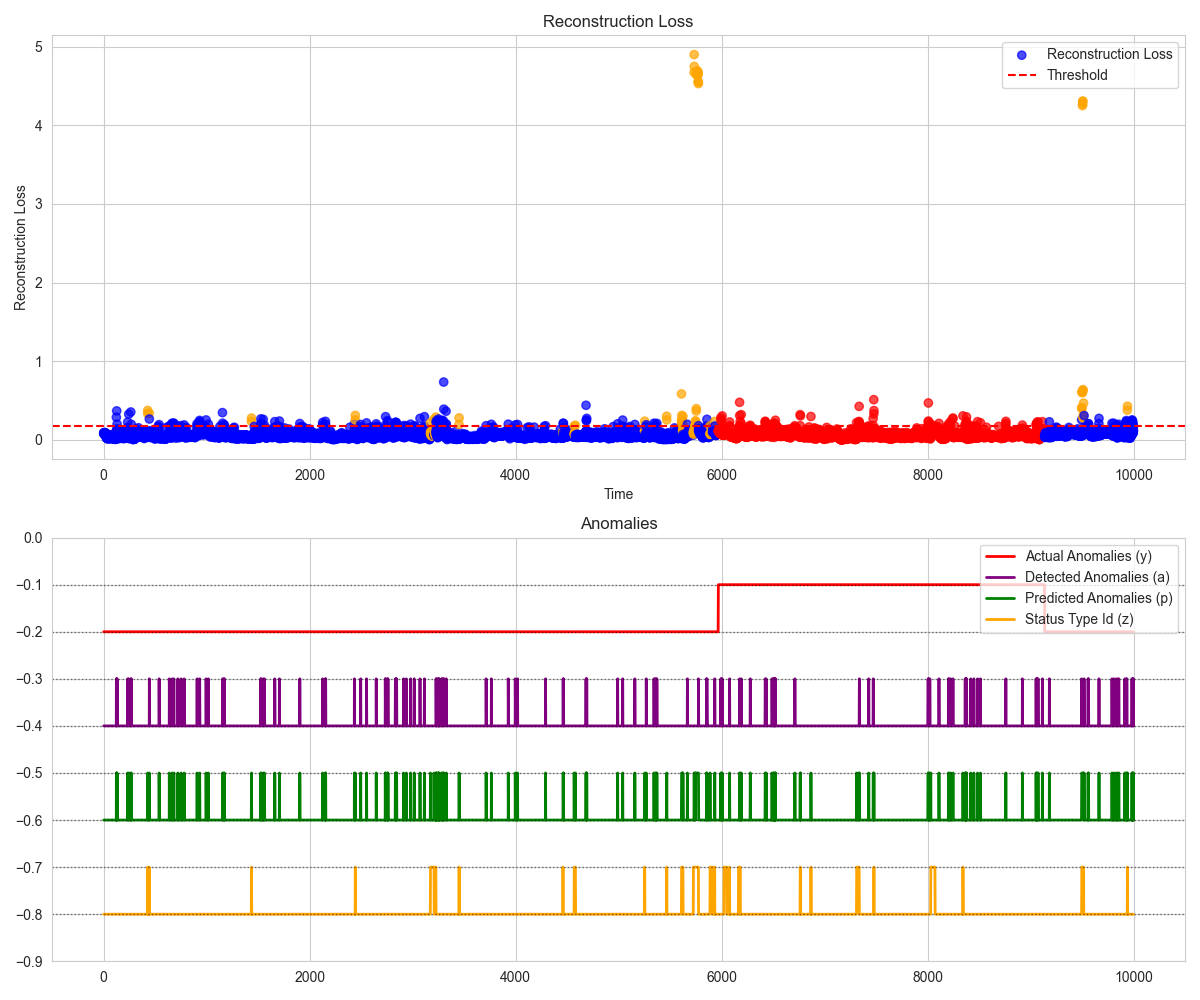 Reconstruction Loss
Reconstruction Loss
Threshold
5
4
3
2
1
0
Reconstruction Loss
0
2000
4000
6000
8000
10000
Time
Anomalies
Actual Anomalies (y)
Detected Anomalies (a)
Predicted Anomalies (p)
Status Type Id (z)
0.0
−0.1
−0.2
−0.3
−0.4
−0.5
−0.6
−0.7
−0.8
−0.9
0
2000
4000
6000
8000
10000